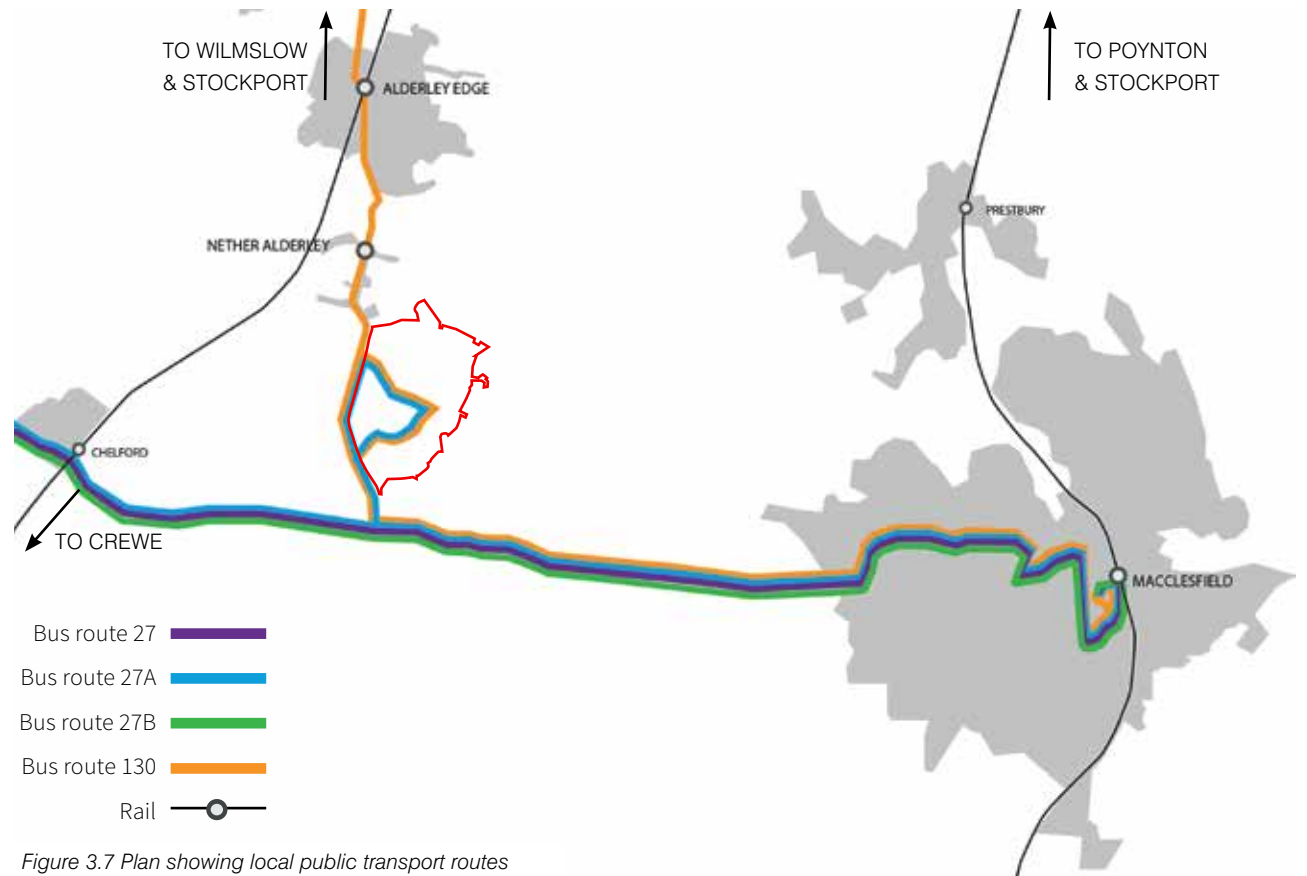 TO WILMSLOW
& STOCKPORT
TO POYNTON
& STOCKPORT
ALDERLEY EDGE
PRESTBURY
NETHER ALDERLEY
CHELFORD
TO CREWE
MACCLESFIELD
Bus route 27
Bus route 27A
Bus route 27B
Bus route 130
Rail
Figure 3.7 Plan showing local public transport routes